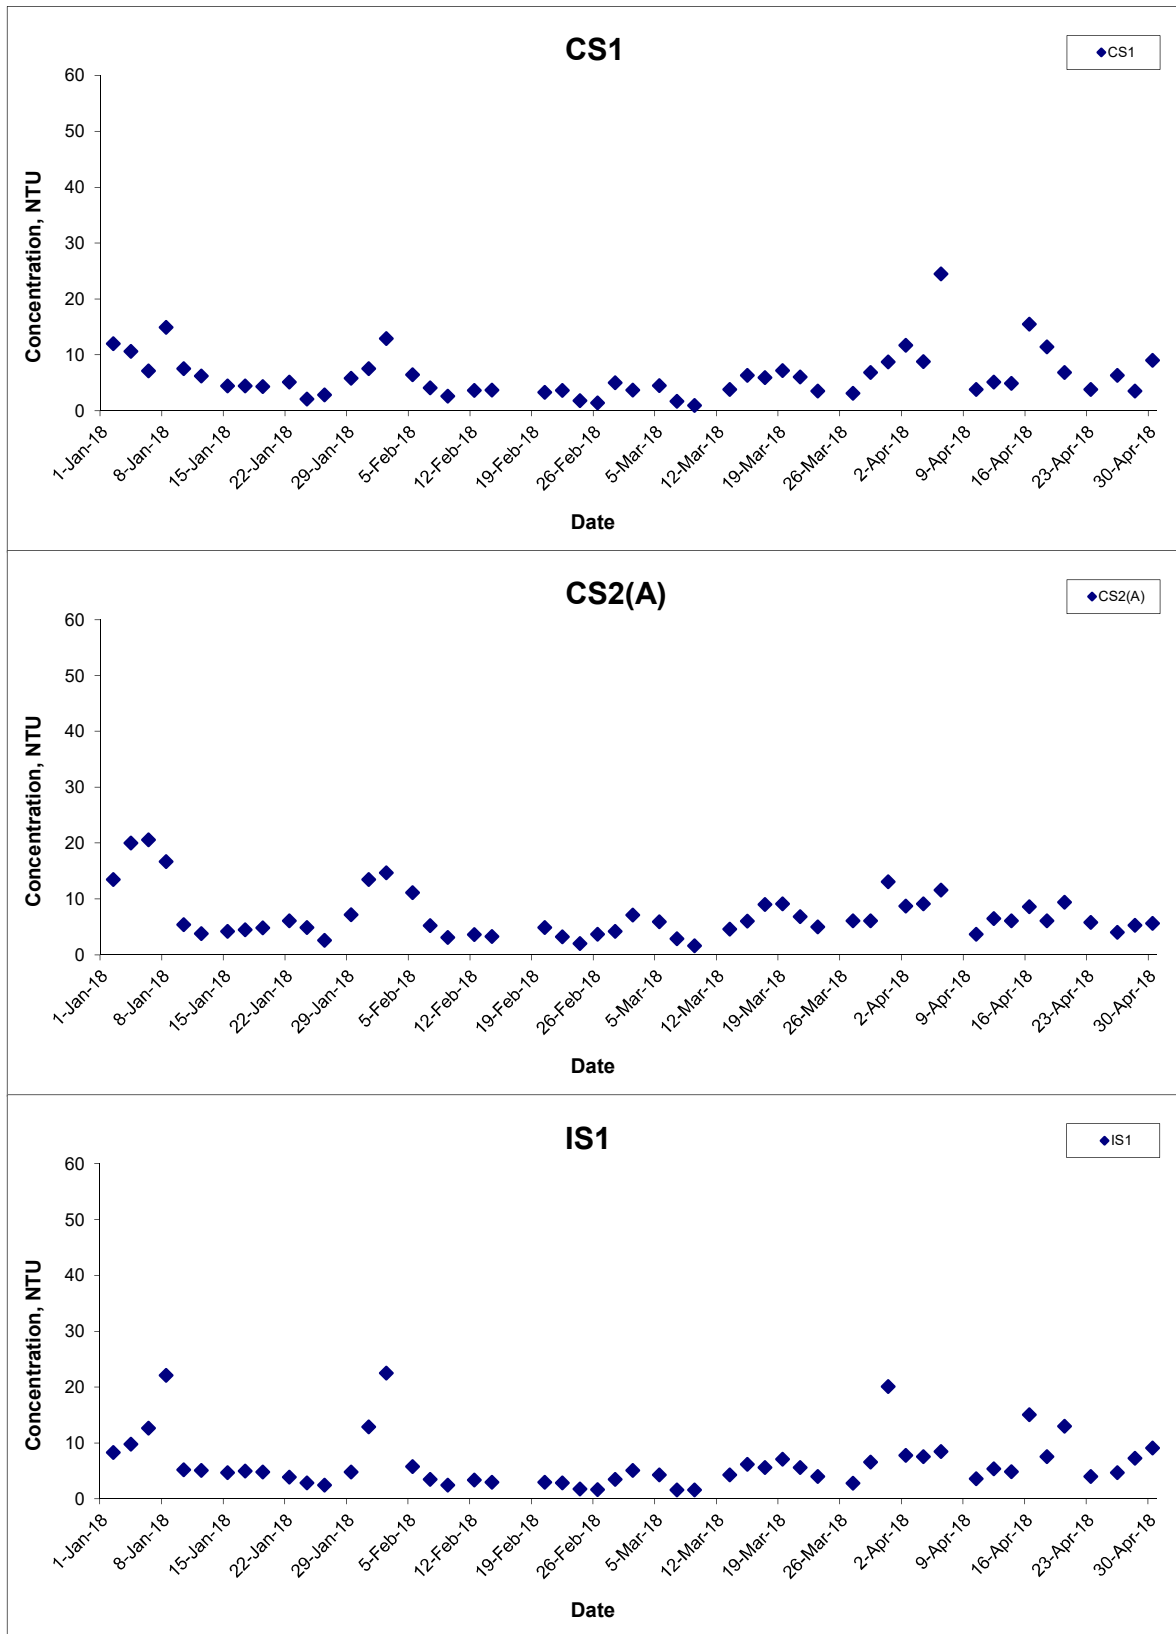 CS1
CS1
60
50
40
30
20
10
0
Concentration, NTU
1-Jan-18
8-Jan-18
15-Jan-18
22-Jan-18
29-Jan-18
5-Feb-18
12-Feb-18
19-Feb-18
26-Feb-18
5-Mar-18
12-Mar-18
19-Mar-18
26-Mar-18
2-Apr-18
9-Apr-18
16-Apr-18
23-Apr-18
30-Apr-18
Date
CS2(A)
CS2(A)
60
50
40
30
20
10
0
Concentration, NTU
1-Jan-18
8-Jan-18
15-Jan-18
22-Jan-18
29-Jan-18
5-Feb-18
12-Feb-18
19-Feb-18
26-Feb-18
5-Mar-18
12-Mar-18
19-Mar-18
26-Mar-18
2-Apr-18
9-Apr-18
16-Apr-18
23-Apr-18
30-Apr-18
Date
IS1
IS1
60
50
40
30
20
10
0
Concentration, NTU
1-Jan-18
8-Jan-18
15-Jan-18
22-Jan-18
29-Jan-18
5-Feb-18
12-Feb-18
19-Feb-18
26-Feb-18
5-Mar-18
12-Mar-18
19-Mar-18
26-Mar-18
2-Apr-18
9-Apr-18
16-Apr-18
23-Apr-18
30-Apr-18
Date